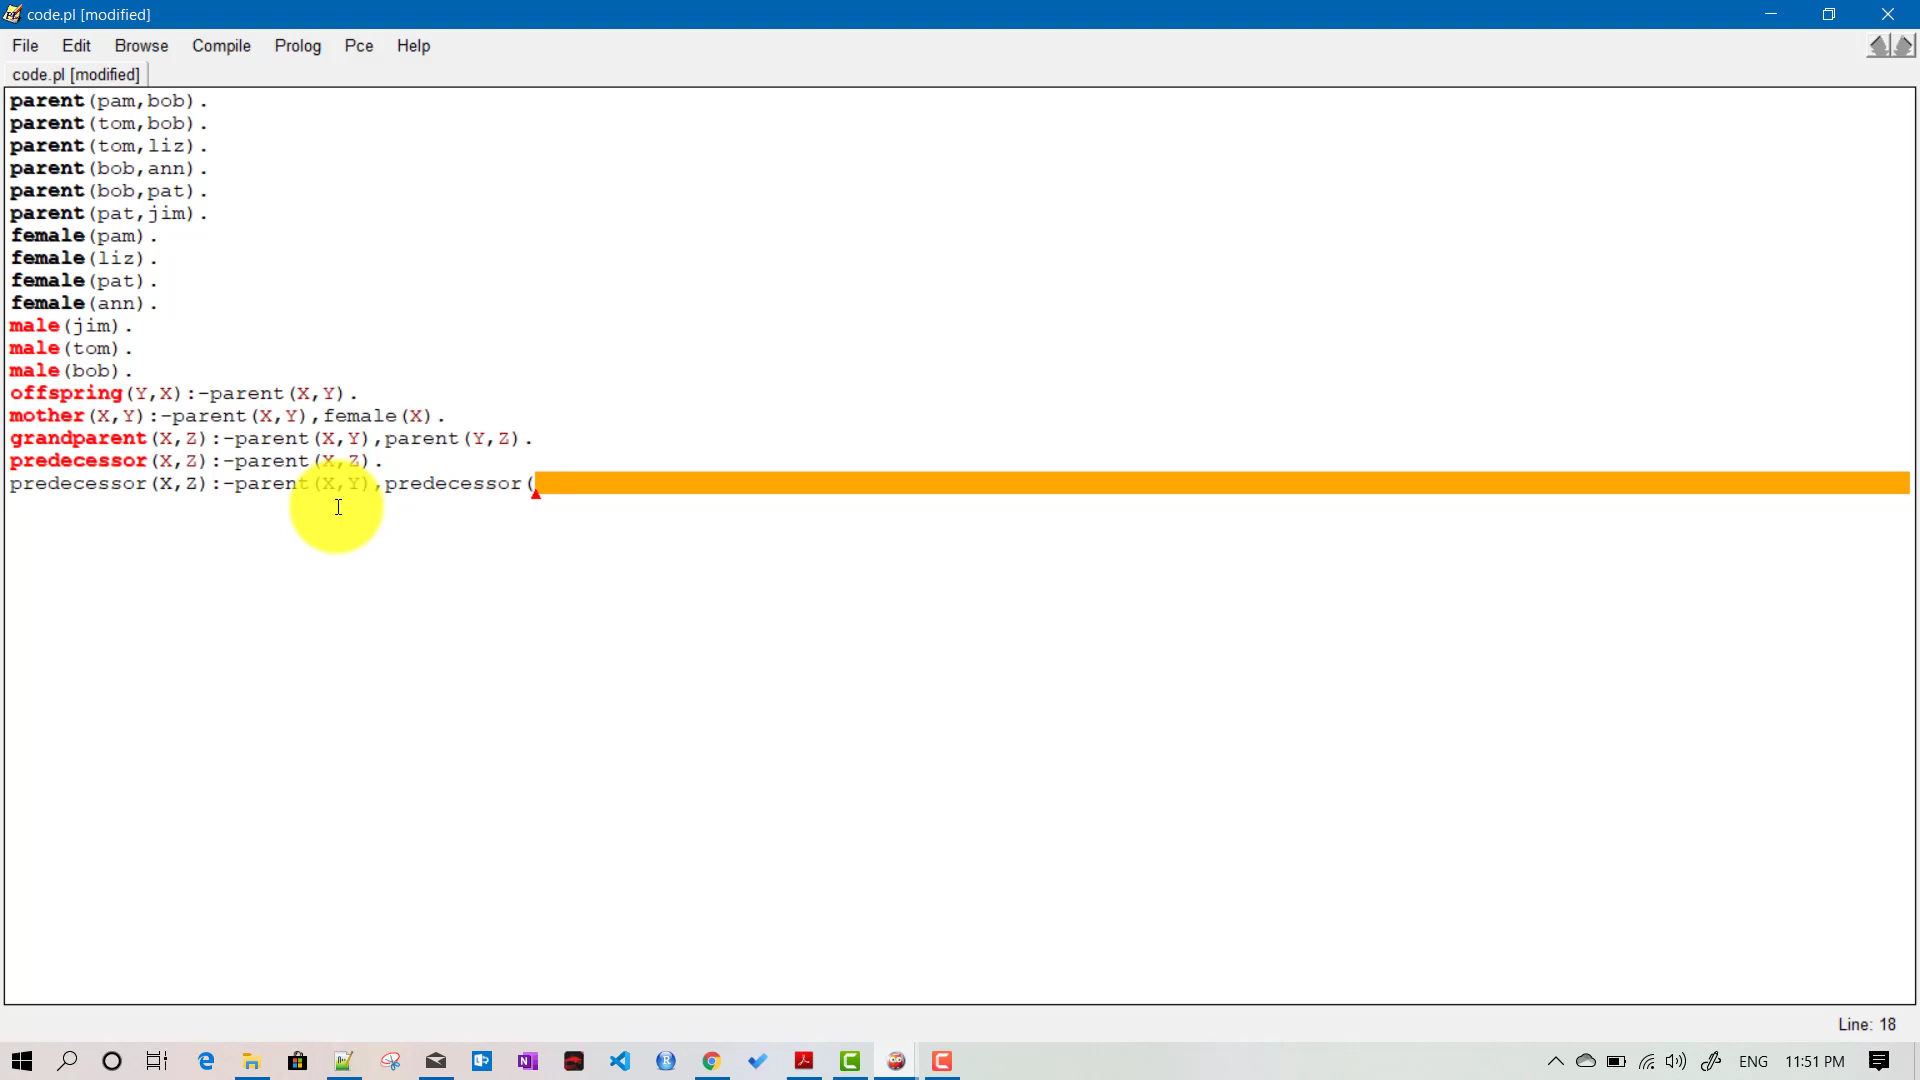 code.pl [modified]
File Edit Browse Compile Prolog Pce Help
code.pl [modified]
parent(pam,bob).
parent(tom,bob).
parent(tom,liz).
parent(bob,ann).
parent(bob,pat).
parent(pat,jim).
female(pam).
female(liz).
female(pat).
female(ann).
male(jim).
male(tom).
male(bob).
offspring(Y,X):-parent(X,Y).
mother(X,Y):-parent(X,Y),female(X).
grandparent(X,Z):-parent(X,Y),parent(Y,Z).
predecessor(X,Z):-parent(X,Z).
predecessor(X,Z):-parent(X,Y),predecessor(
Line: 18
ENG 11:51 PM